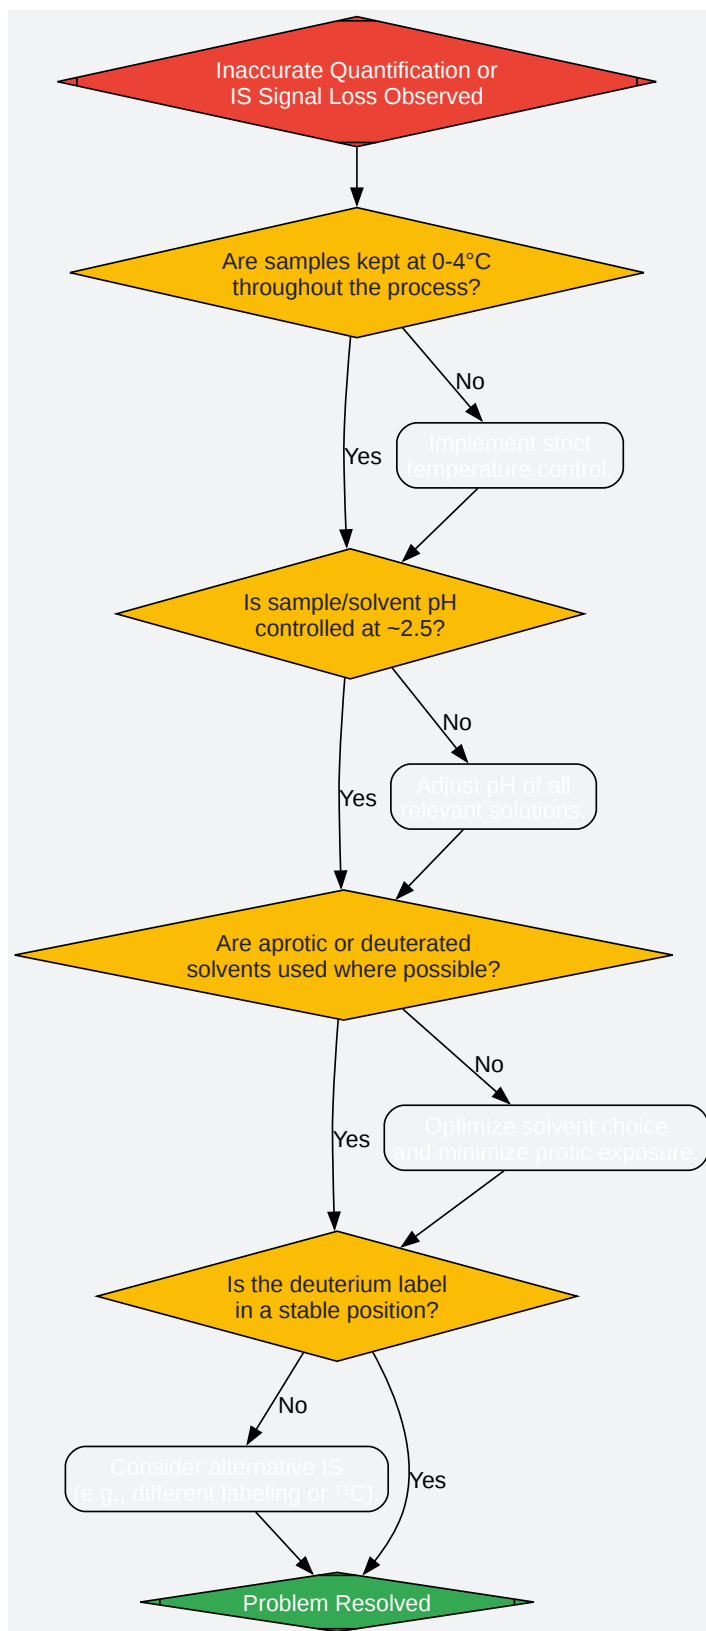 Inaccurate Quantification or
IS Signal Loss Observed
Are samples kept at 0-4°C
throughout the process?
No
Implement strict
temperature control.
Yes
Is sample/solvent pH
controlled at ~2.5?
No
Adjust pH of all
relevant solutions.
Yes
Are aprotic or deuterated
solvents used where possible?
No
Optimize solvent choice
and minimize protic exposure.
Yes
Is the deuterium label
in a stable position?
No
Consider alternative IS
(e.g., different labeling or ¹³C).
Yes
Problem Resolved